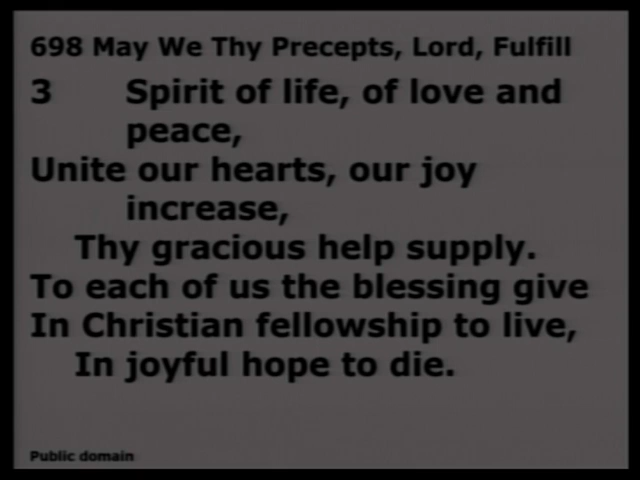 698 May We Thy Precepts, Lord, Fulfill
3 Spirit of life, of love and
peace,
Unite our hearts, our joy
increase,
Thy gracious help supply.
To each of us the blessing give
In Christian fellowship to live,
In joyful hope to die.
Public domain